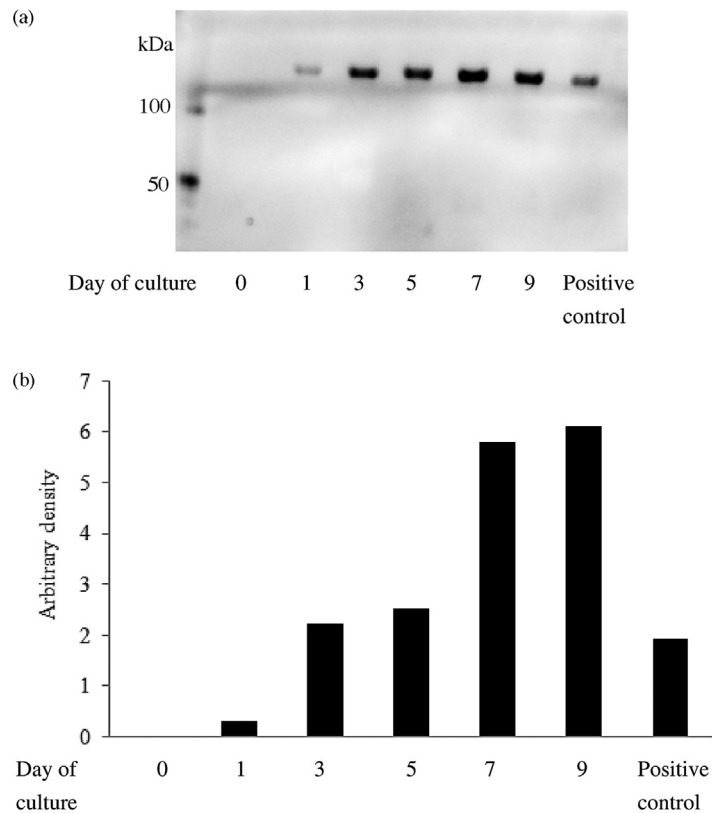 (a)
kDa
100
50
Day of culture 0 1 3 5 7 9 Positive
control
(b)
7
6
5
4
3
2
1
0
Arbitrary density
Day of 0 1 3 5 7 9 Positive
culture control